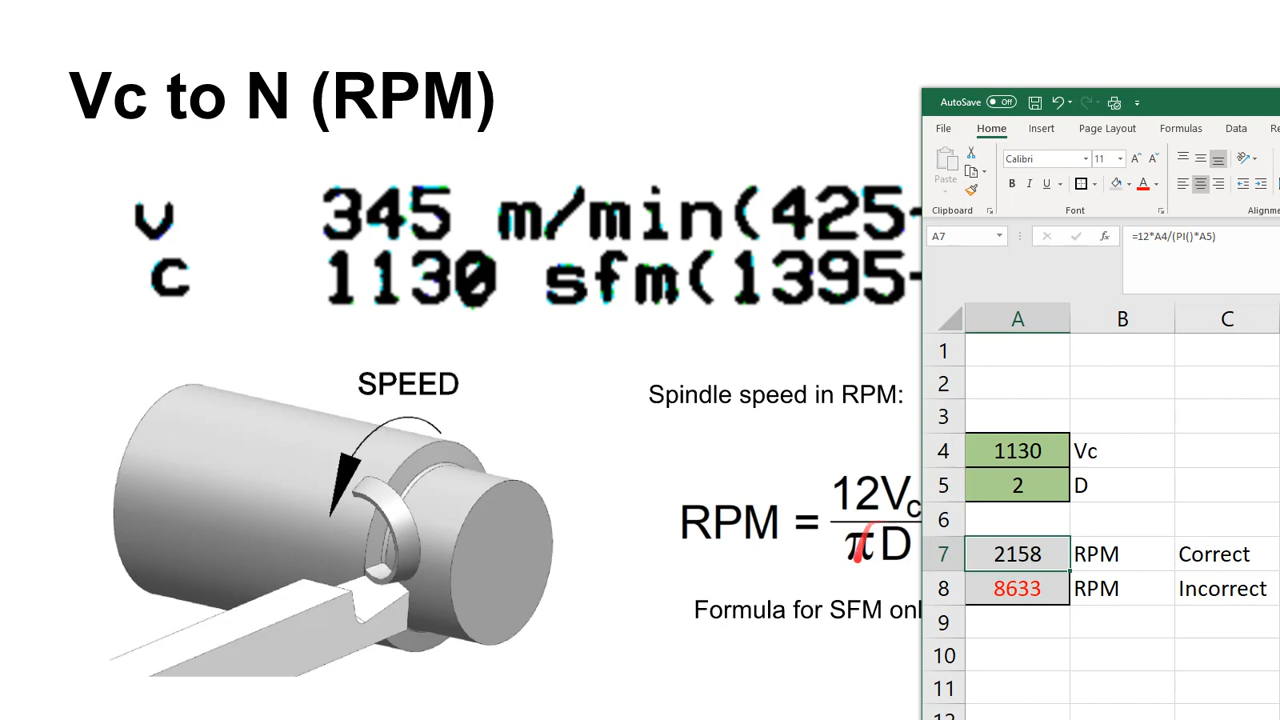 Vc to N (RPM)
v 345 m/min(425-
c 1130 sfm(1395-
SPEED
Spindle speed in RPM:
RPM = 12Vc / πD
Formula for SFM onl
AutoSave Off
File Home Insert Page Layout Formulas Data Re
Paste
Calibri 11
B I U A
Clipboard Font Alignme
A7 fx =12*A4/(PI()*A5)
A B C
1
2
3
4 1130 Vc
5 2 D
6
7 2158 RPM Correct
8 8633 RPM Incorrect
9
10
11